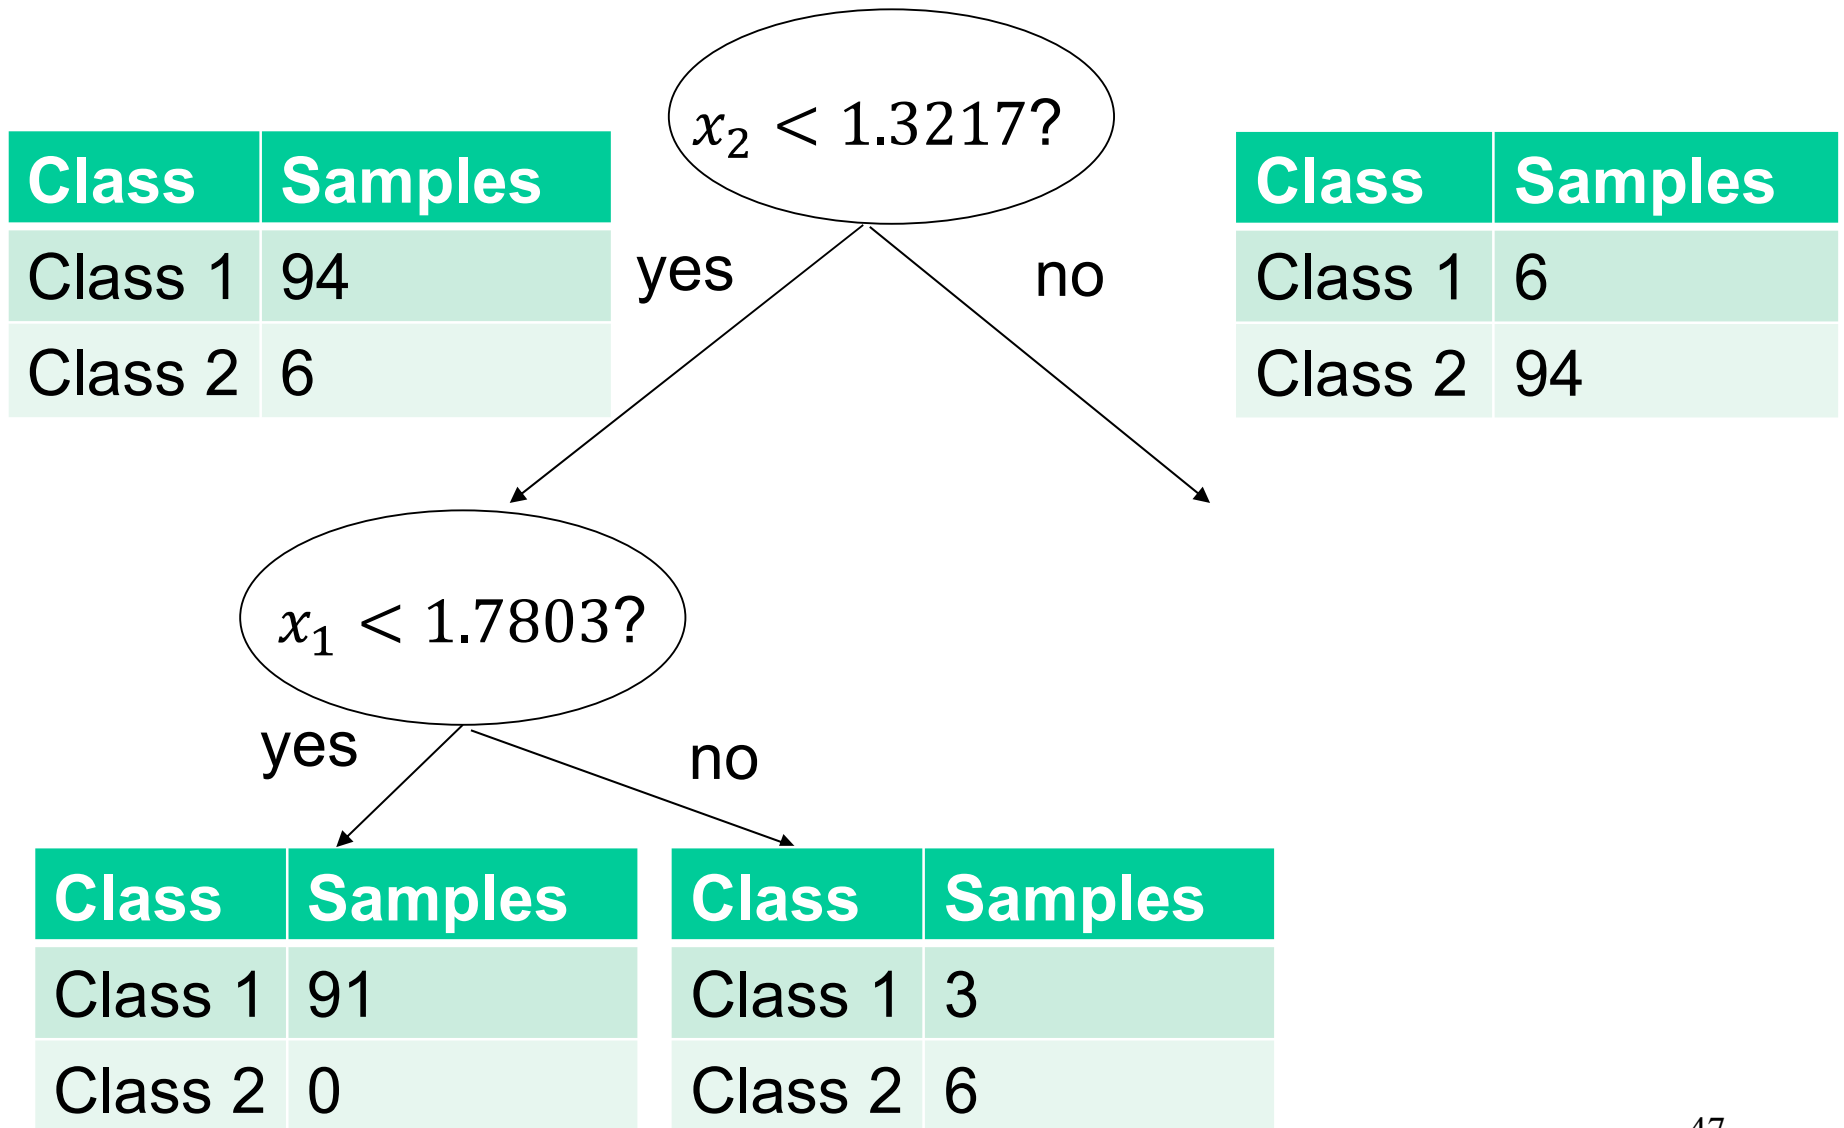 x₂ < 1.3217?
Class Samples
Class 1 94
Class 2 6
yes
no
Class Samples
Class 1 6
Class 2 94
x₁ < 1.7803?
yes
no
Class Samples
Class 1 91
Class 2 0
Class Samples
Class 1 3
Class 2 6
47